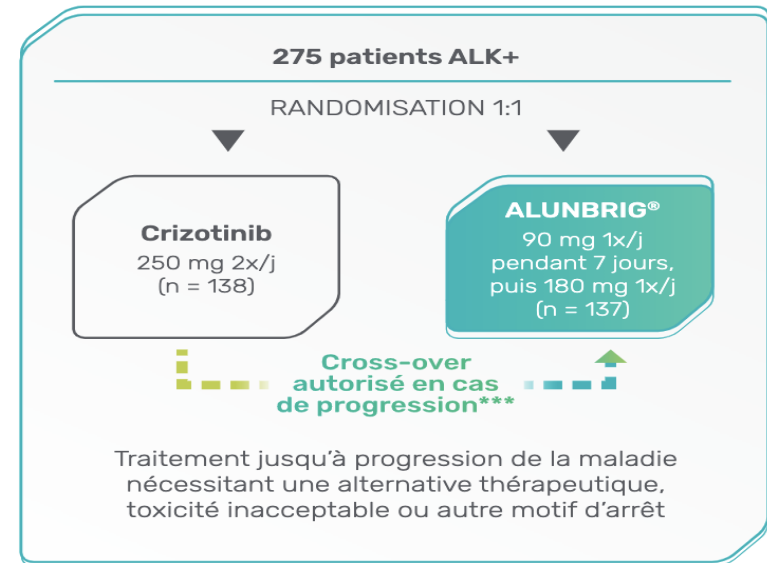 275 patients ALK+
RANDOMISATION 1:1
Crizotinib
250 mg 2x/j
(n = 138)
ALUNBRIG®
90 mg 1x/j
pendant 7 jours,
puis 180 mg 1x/j
(n = 137)
Cross-over
autorisé en cas
de progression***
Traitement jusqu’à progression de la maladie
nécessitant une alternative thérapeutique,
toxicité inacceptable ou autre motif d’arrêt